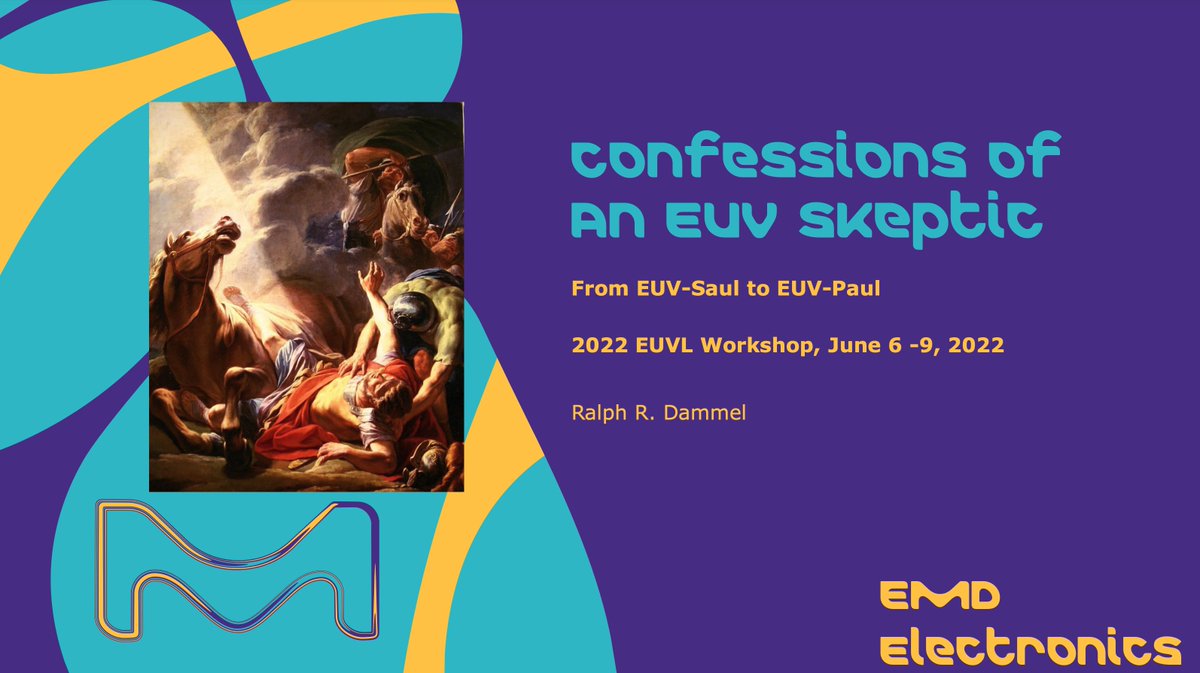 Confessions of
an EUV Skeptic
From EUV-Saul to EUV-Paul
2022 EUVL Workshop, June 6 -9, 2022
Ralph R. Dammel
M
EMD
Electronics